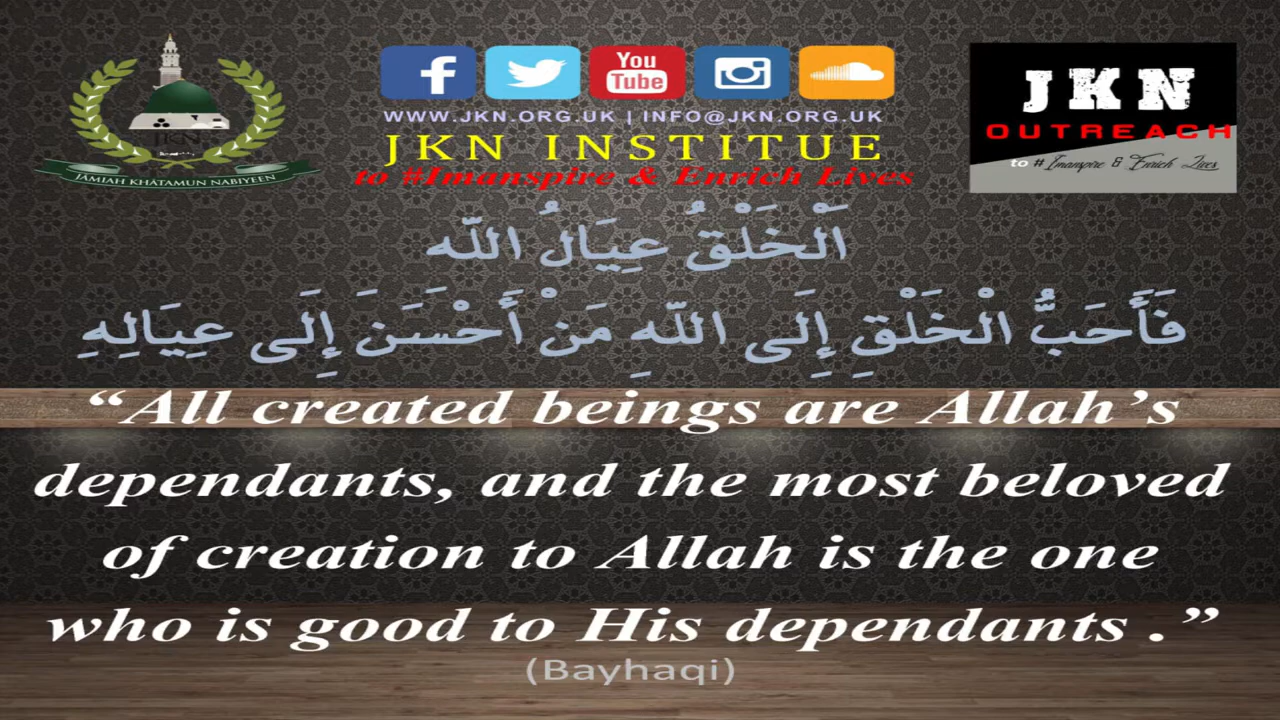 You
Tube
WWW.JKN.ORG.UK | INFO@JKN.ORG.UK
JKN INSTITUE
to #Imanspire & Enrich Lives
JAMIAH KHATAMUN NABIYEEN
JKN
OUTREACH
to # Imanspire & Enrich Lives
اَلْخَلْقُ عِيَالُ اللّٰه
فَأَحَبُّ الْخَلْقِ إِلَى اللّٰهِ مَنْ أَحْسَنَ إِلَى عِيَالِهِ
“All created beings are Allah’s
dependants, and the most beloved
of creation to Allah is the one
who is good to His dependants .”
(Bayhaqi)